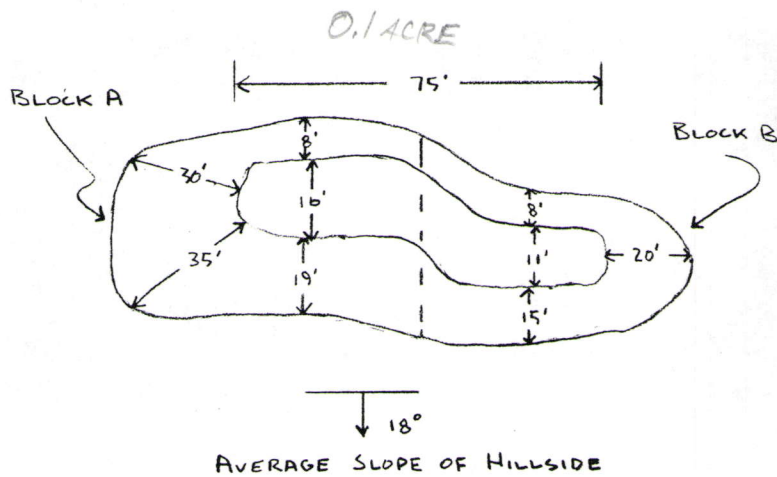 0.1 ACRE
75'
BLOCK A
BLOCK B
8'
30'
16'
8'
11'
20'
35'
19'
15'
18°
AVERAGE SLOPE OF HILLSIDE